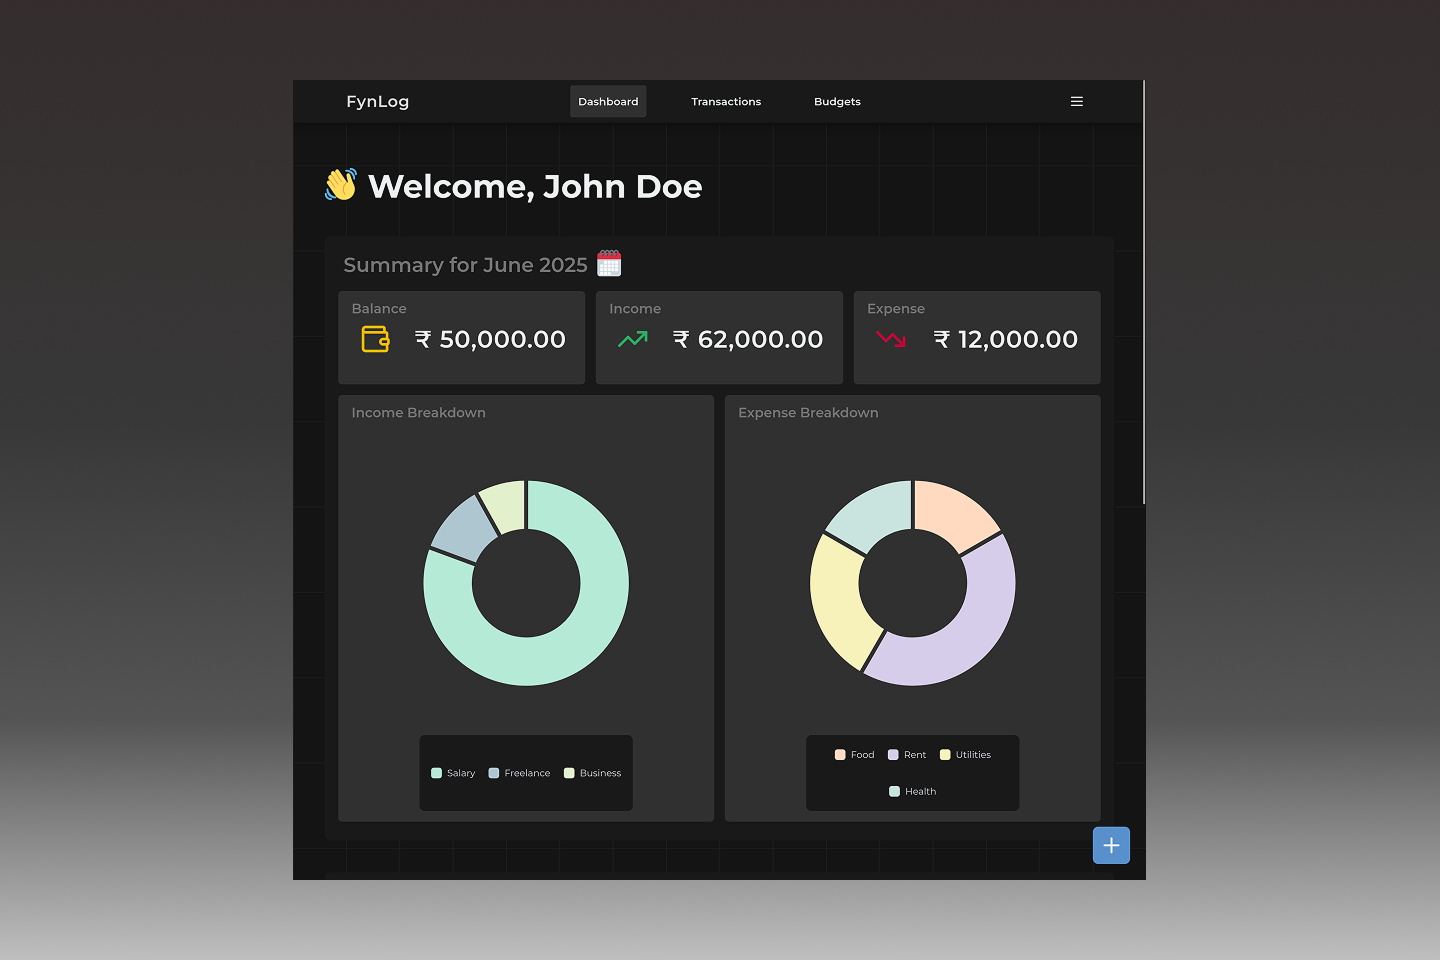 FynLog
Dashboard
Transactions
Budgets
👋 Welcome, John Doe
Summary for June 2025
Balance
₹ 50,000.00
Income
₹ 62,000.00
Expense
₹ 12,000.00
Income Breakdown
Salary
Freelance
Business
Expense Breakdown
Food
Rent
Utilities
Health